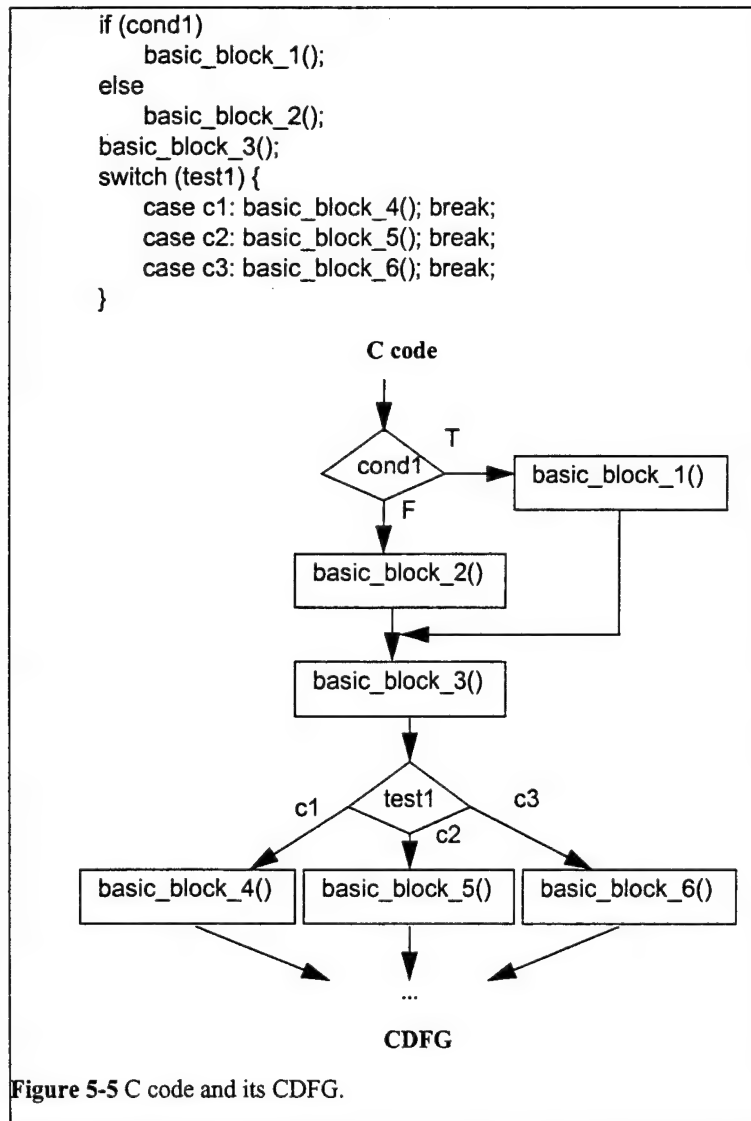 if (cond1)
basic_block_1();
else
basic_block_2();
basic_block_3();
switch (test1) {
case c1: basic_block_4(); break;
case c2: basic_block_5(); break;
case c3: basic_block_6(); break;
}
C code
T
cond1
basic_block_1()
F
basic_block_2()
basic_block_3()
c1
test1
c3
c2
basic_block_4()
basic_block_5()
basic_block_6()
...
CDFG
Figure 5-5 C code and its CDFG.